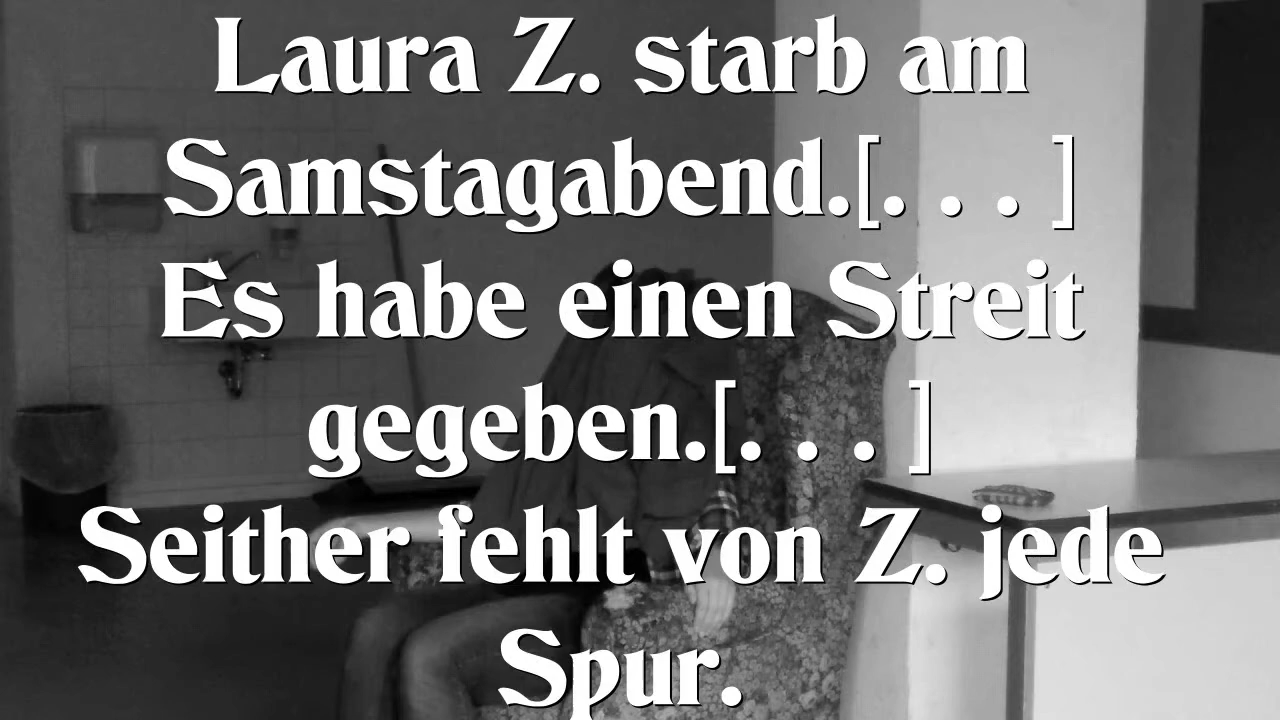 Laura Z. starb am
Samstagabend.[. . . ]
Es habe einen Streit
gegeben.[. . . ]
Seither fehlt von Z. jede
Spur.